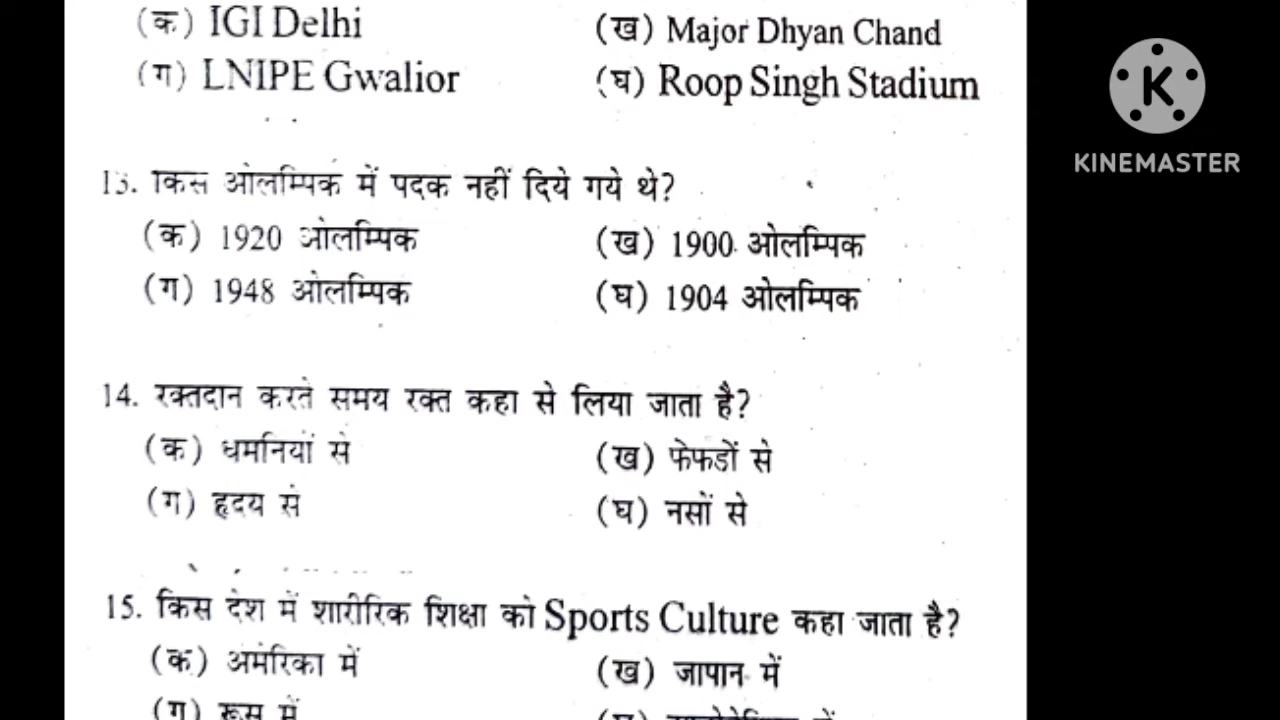 (क) IGI Delhi (ख) Major Dhyan Chand
(ग) LNIPE Gwalior (घ) Roop Singh Stadium
13. किस ओलम्पिक में पदक नहीं दिये गये थे?
(क) 1920 ओलम्पिक (ख) 1900 ओलम्पिक
(ग) 1948 ओलम्पिक (घ) 1904 ओलम्पिक
14. रक्तदान करते समय रक्त कहा से लिया जाता है?
(क) धमनियों से (ख) फेफडों से
(ग) हृदय से (घ) नसों से
15. किस देश में शारीरिक शिक्षा को Sports Culture कहा जाता है?
(क) अमेरिका में (ख) जापान में
(ग) रूस में
K
KINEMASTER